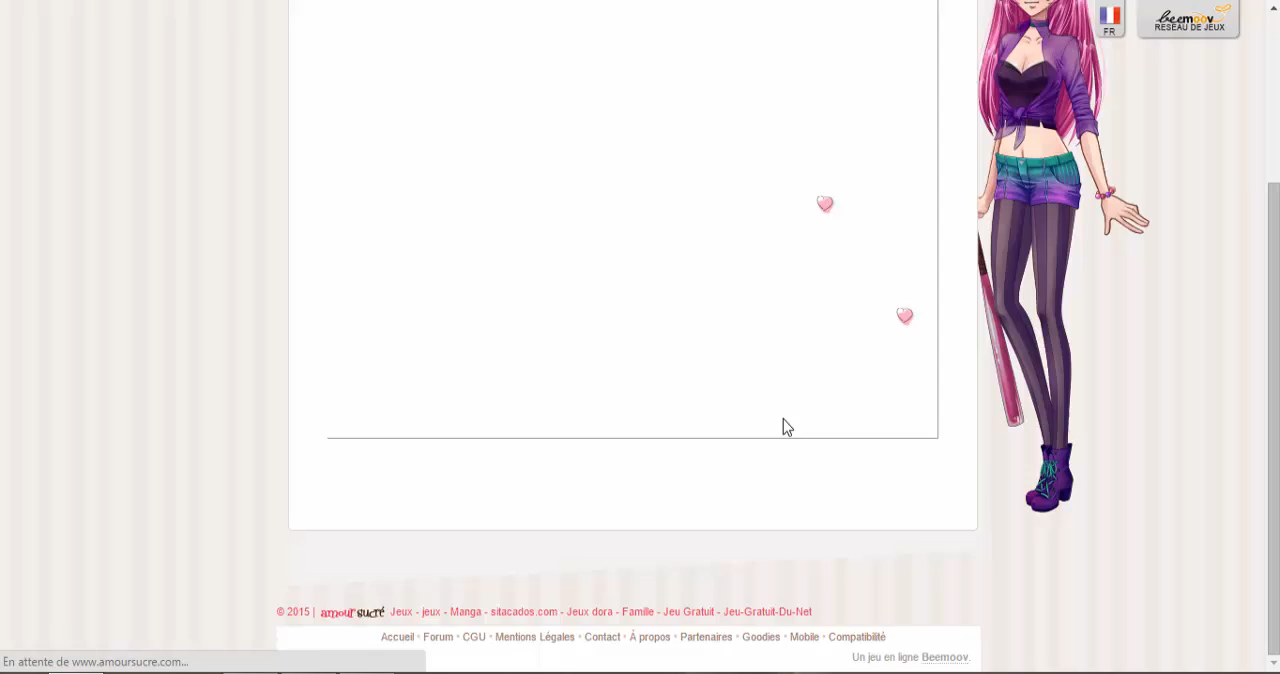 FR
beemoov
RESEAU DE JEUX
© 2015 | amour sucré Jeux - jeux - Manga - sitacados.com - Jeux dora - Famille - Jeu Gratuit - Jeu-Gratuit-Du-Net
Accueil • Forum • CGU • Mentions Légales • Contact • À propos • Partenaires • Goodies • Mobile • Compatibilité
Un jeu en ligne Beemoov.
En attente de www.amoursucre.com...